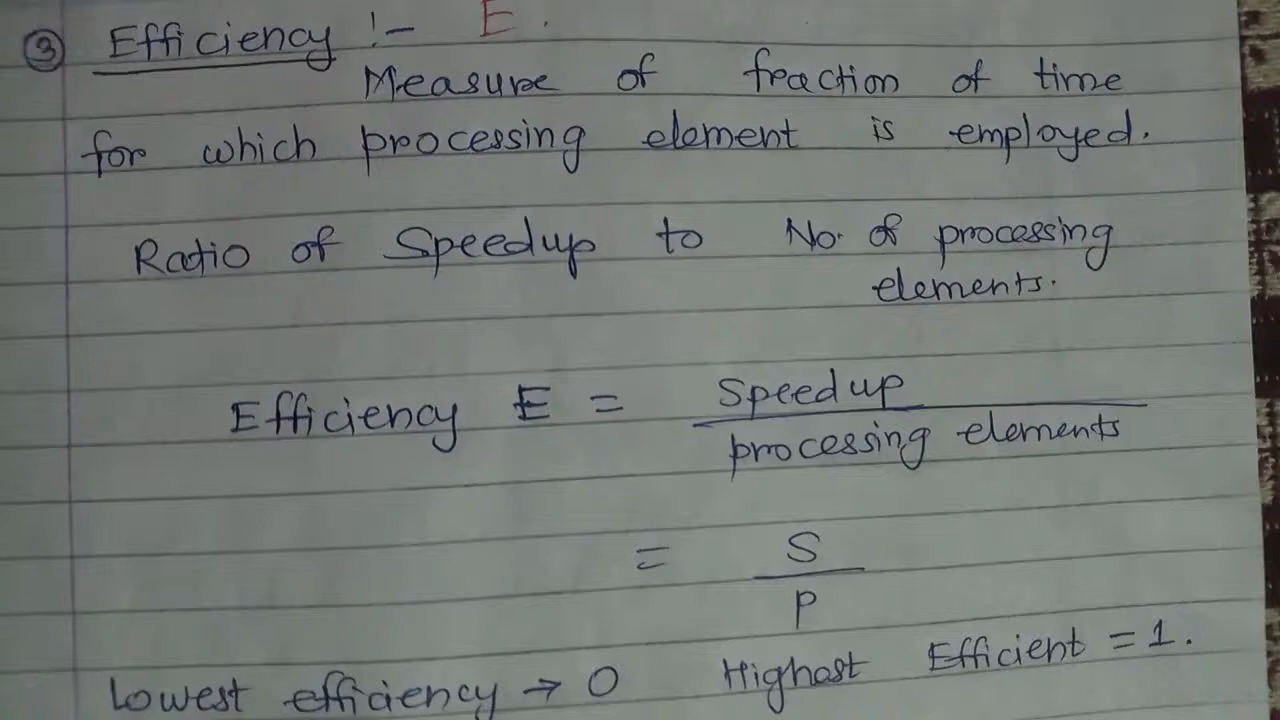 ③ Efficiency :- E.
Measure of fraction of time
for which processing element is employed.
Ratio of Speedup to No. of processing
elements.
Efficiency E = Speedup
processing elements
= S
P
Lowest efficiency → 0 Highest Efficient = 1.